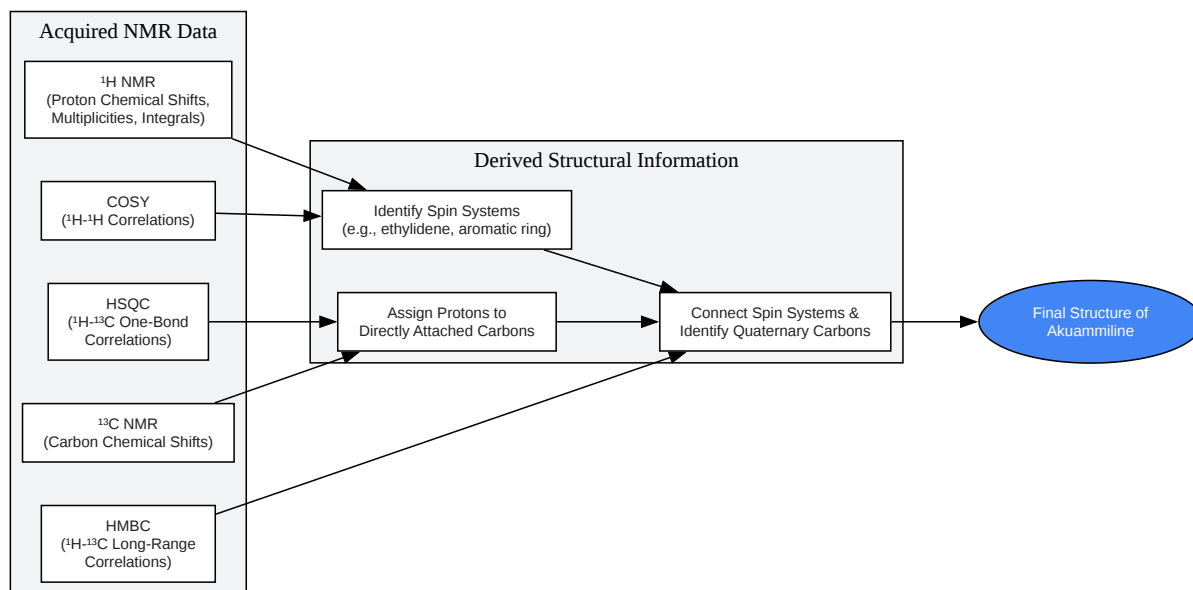 Acquired NMR Data
¹H NMR
(Proton Chemical Shifts,
Multiplicities, Integrals)
COSY
(¹H-¹H Correlations)
HSQC
(¹H-¹³C One-Bond
Correlations)
¹³C NMR
(Carbon Chemical Shifts)
HMBC
(¹H-¹³C Long-Range
Correlations)
Derived Structural Information
Identify Spin Systems
(e.g., ethylidene, aromatic ring)
Assign Protons to
Directly Attached Carbons
Connect Spin Systems &
Identify Quaternary Carbons
Final Structure of
Akuammiline